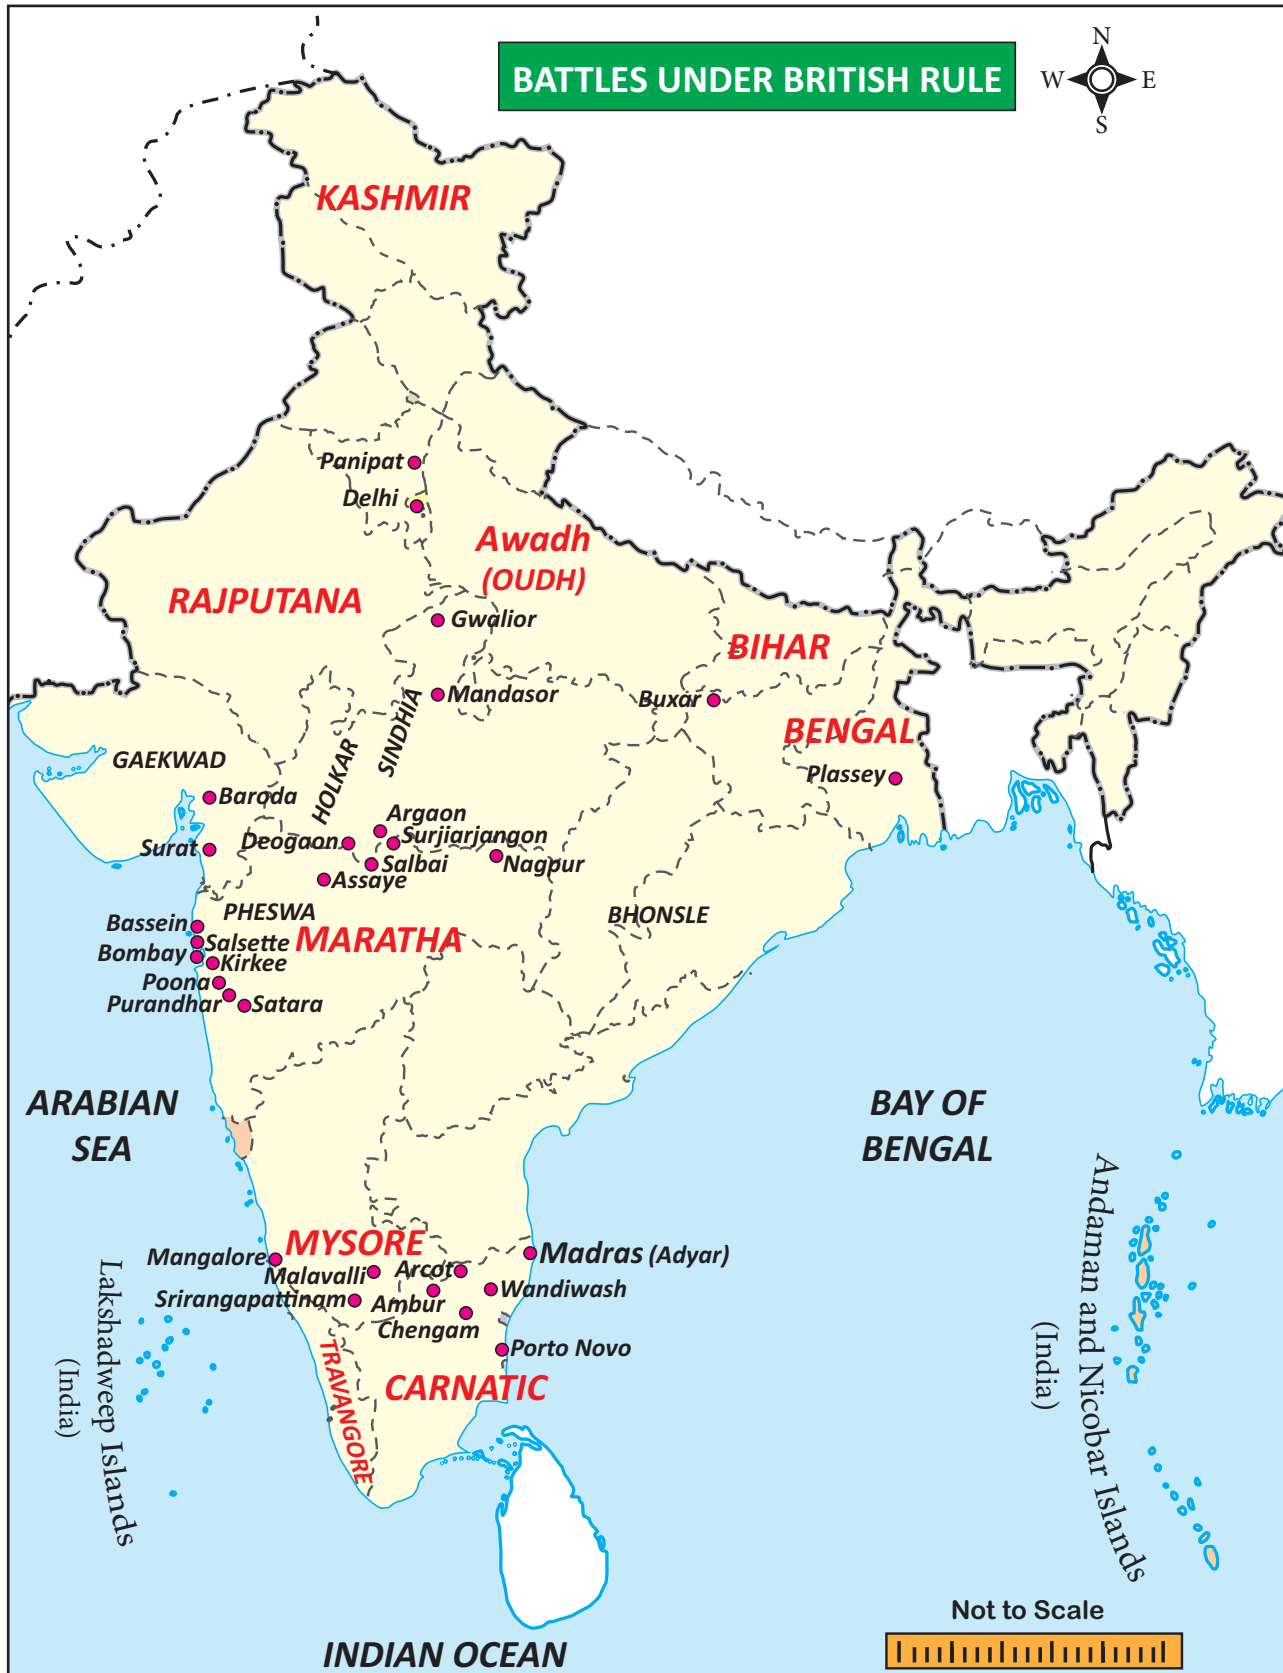 BATTLES UNDER BRITISH RULE
N
W
E
S
KASHMIR
Panipat
Delhi
Awadh
(OUDH)
RAJPUTANA
Gwalior
BIHAR
Mandasor
Buxar
SINDHIA
BENGAL
HOLKAR
GAEKWAD
Plassey
Baroda
Argaon
Deogaon
Surjiarjangon
Surat
Salbai
Nagpur
Assaye
PHESWA
BHONSLE
Bassein
MARATHA
Salsette
Bombay
Kirkee
Poona
Purandhar
Satara
ARABIAN
SEA
BAY OF
BENGAL
MYSORE
Mangalore
Madras (Adyar)
Malavalli
Arcot
Srirangapattinam
Ambur
Wandiwash
Chengam
Porto Novo
TRAVANGORE
CARNATIC
Lakshadweep Islands
(India)
Andaman and Nicobar Islands
(India)
Not to Scale
INDIAN OCEAN